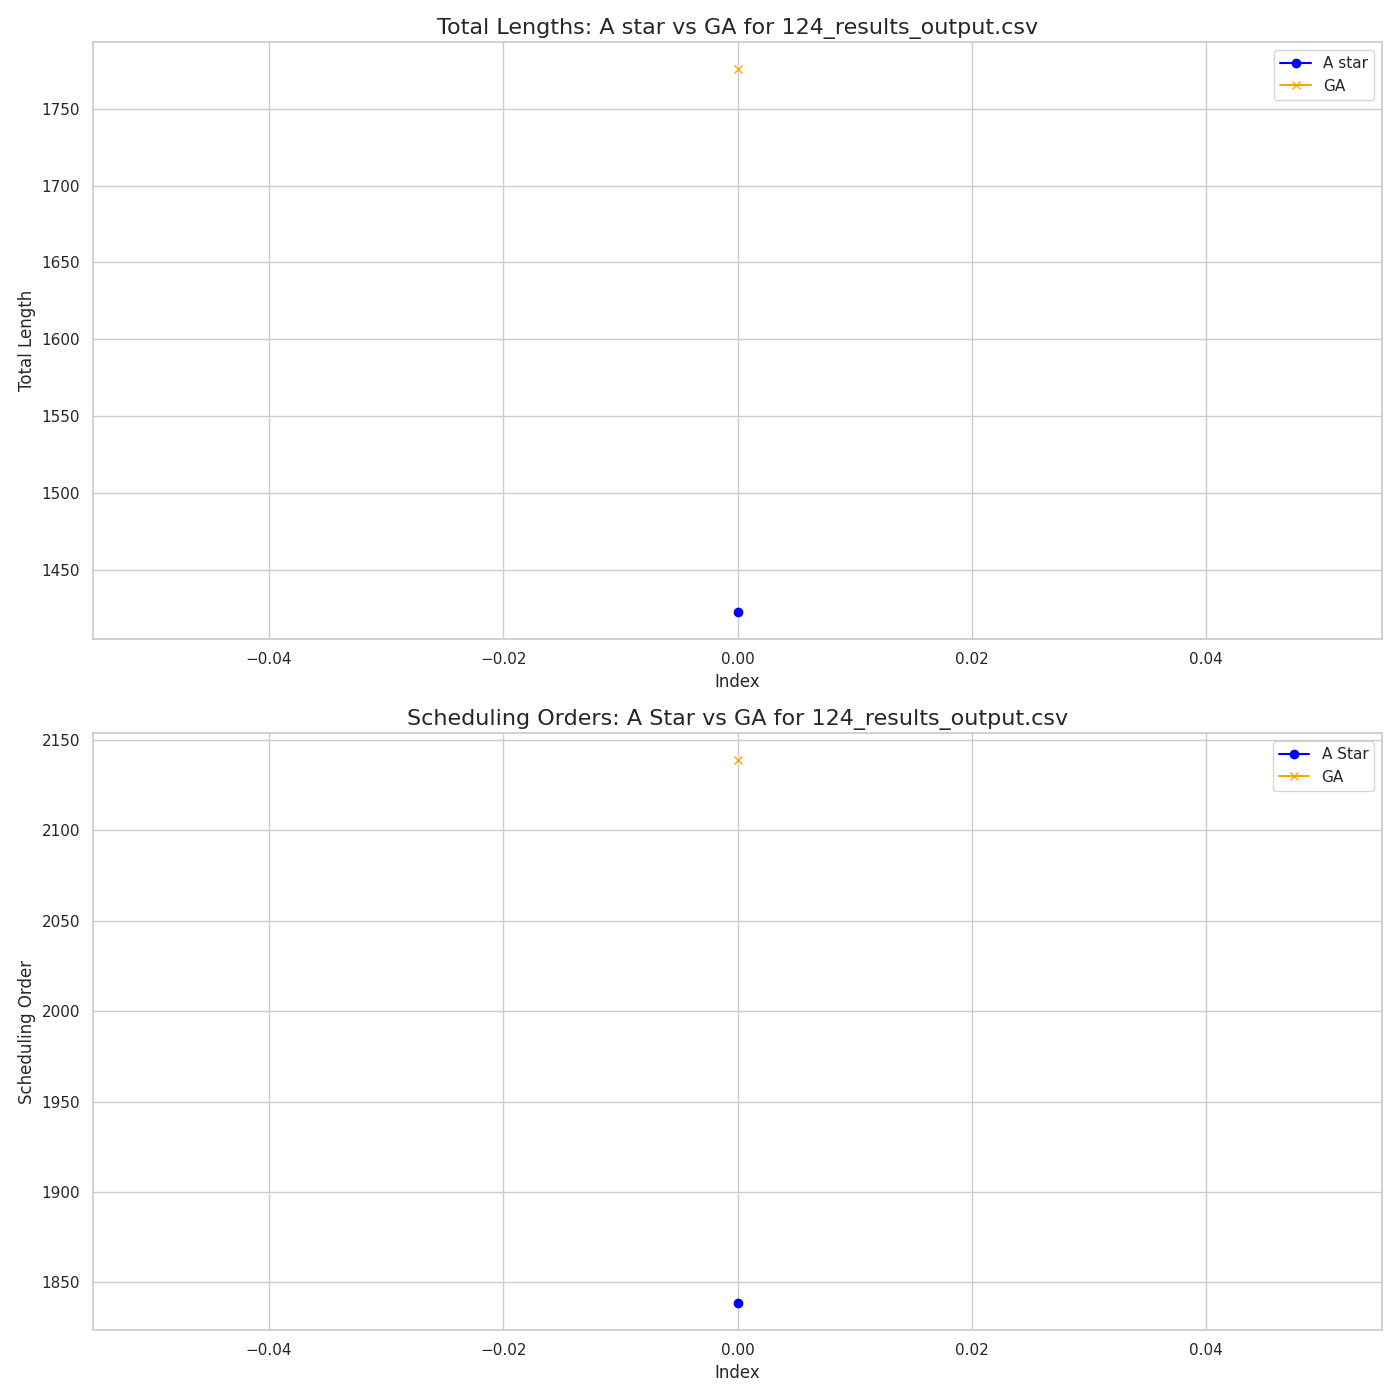 Total Lengths: A star vs GA for 124_results_output.csv
A star
GA
1750
1700
1650
1600
1550
1500
1450
Total Length
−0.04
−0.02
0.00
0.02
0.04
Index
Scheduling Orders: A Star vs GA for 124_results_output.csv
A Star
GA
2150
2100
2050
2000
1950
1900
1850
Scheduling Order
−0.04
−0.02
0.00
0.02
0.04
Index